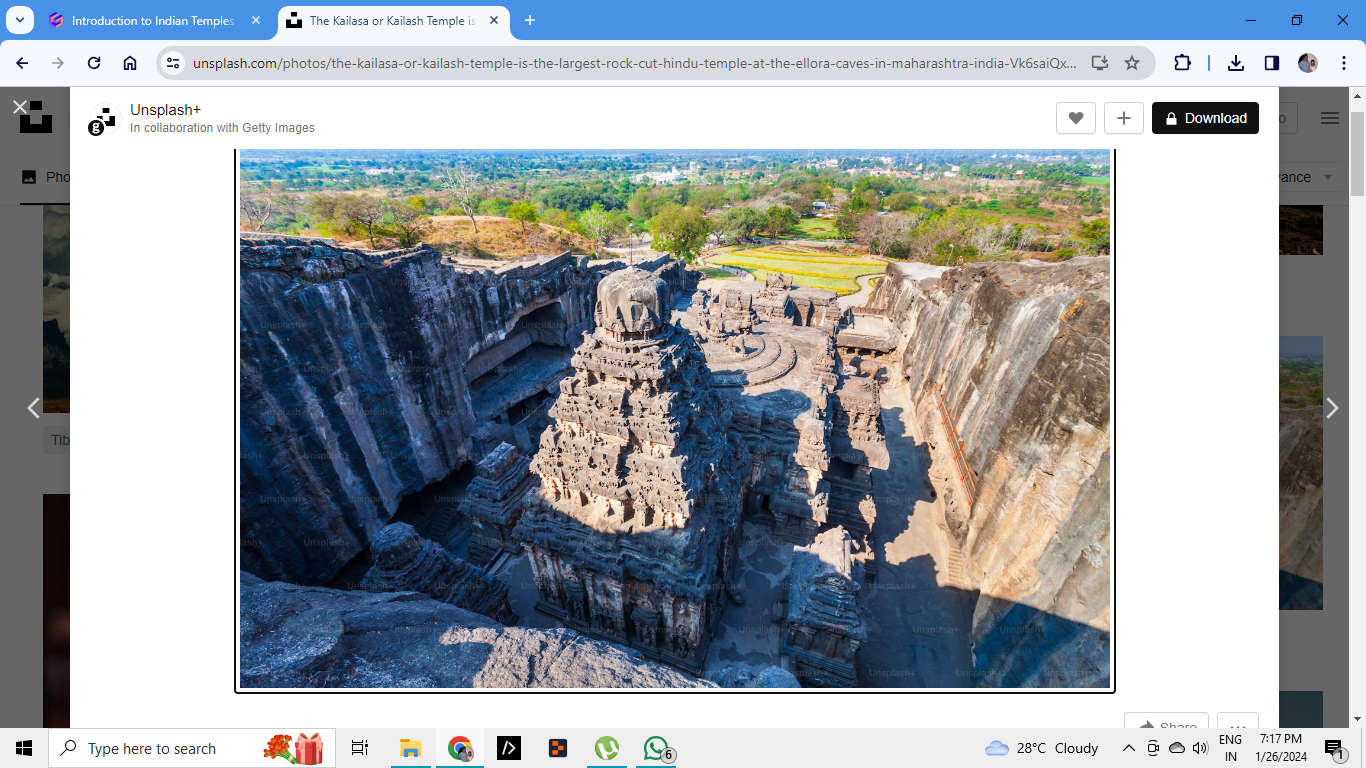 Introduction to Indian Temples
The Kailasa or Kailash Temple is
unsplash.com/photos/the-kailasa-or-kailash-temple-is-the-largest-rock-cut-hindu-temple-at-the-ellora-caves-in-maharashtra-india-Vk6saiQx...
Unsplash+
In collaboration with Getty Images
Download
Pho
vance
Tib
Unsplash+
Share
Type here to search
6
28°C Cloudy
ENG
IN
7:17 PM
1/26/2024
1